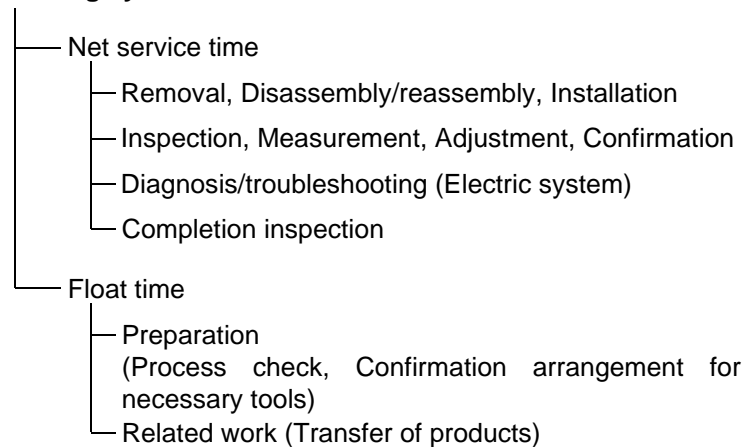 Net service time
Removal, Disassembly/reassembly, Installation
Inspection, Measurement, Adjustment, Confirmation
Diagnosis/troubleshooting (Electric system)
Completion inspection
Float time
Preparation
(Process check, Confirmation arrangement for
necessary tools)
Related work (Transfer of products)